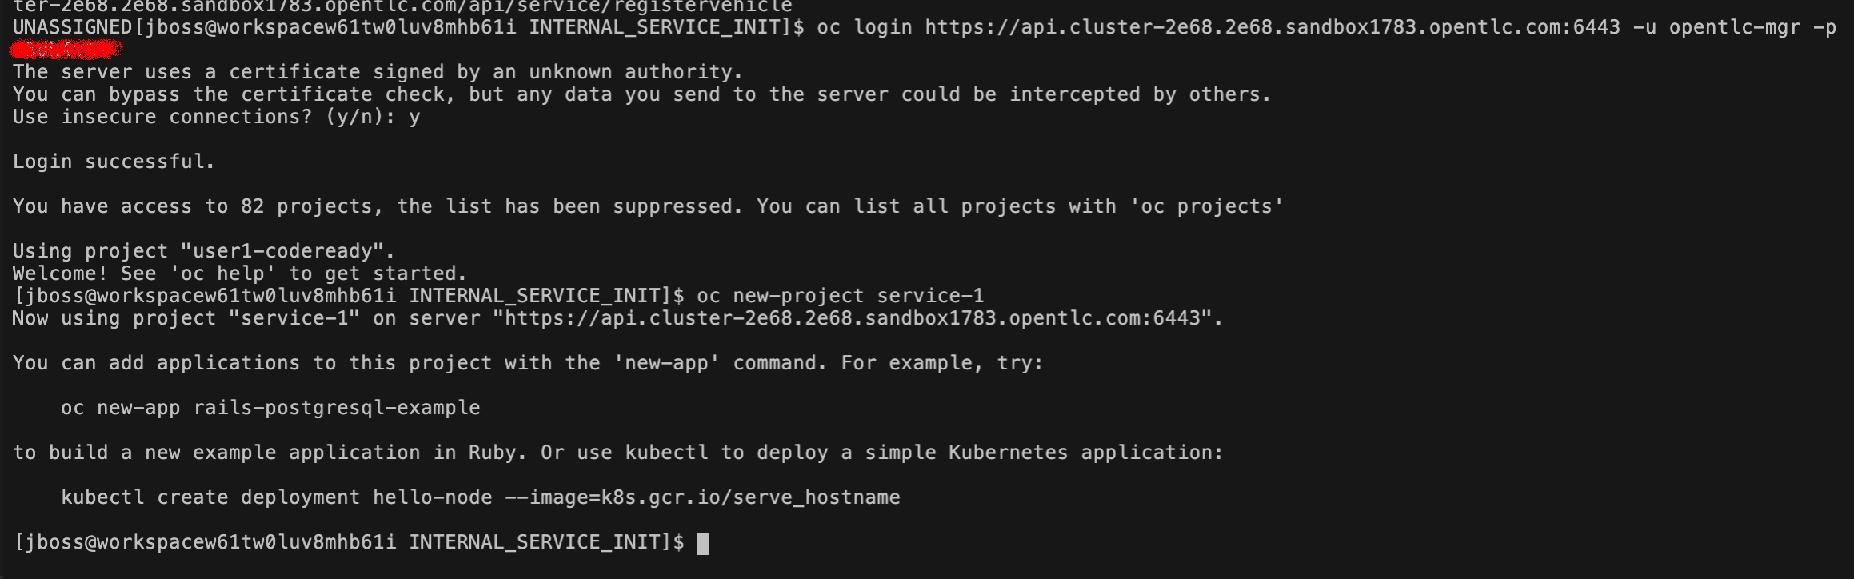 ter-2e68.2e68.sandbox1783.opentlc.com/api/service/registervehicle
UNASSIGNED[jboss@workspacew61tw0luv8mhb61i INTERNAL_SERVICE_INIT]$ oc login https://api.cluster-2e68.2e68.sandbox1783.opentlc.com:6443 -u opentlc-mgr -p
The server uses a certificate signed by an unknown authority.
You can bypass the certificate check, but any data you send to the server could be intercepted by others.
Use insecure connections? (y/n): y
Login successful.
You have access to 82 projects, the list has been suppressed. You can list all projects with 'oc projects'
Using project "user1-codeready".
Welcome! See 'oc help' to get started.
[jboss@workspacew61tw0luv8mhb61i INTERNAL_SERVICE_INIT]$ oc new-project service-1
Now using project "service-1" on server "https://api.cluster-2e68.2e68.sandbox1783.opentlc.com:6443".
You can add applications to this project with the 'new-app' command. For example, try:
oc new-app rails-postgresql-example
to build a new example application in Ruby. Or use kubectl to deploy a simple Kubernetes application:
kubectl create deployment hello-node --image=k8s.gcr.io/serve_hostname
[jboss@workspacew61tw0luv8mhb61i INTERNAL_SERVICE_INIT]$